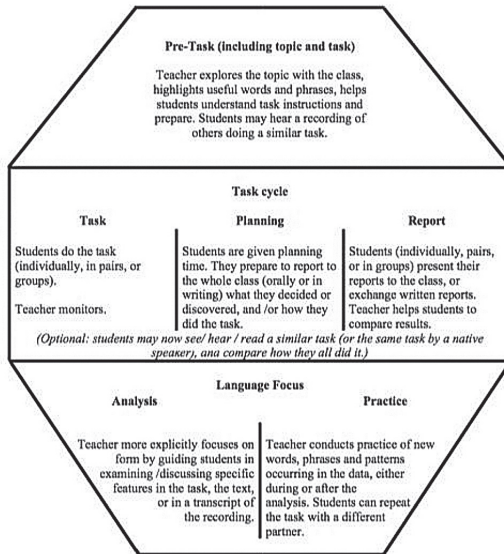 Pre-Task (including topic and task)
Teacher explores the topic with the class,
highlights useful words and phrases, helps
students understand task instructions and
prepare. Students may hear a recording of
others doing a similar task.
Task cycle
Task
Students do the task
(individually, in pairs, or
groups).
Teacher monitors.
Planning
Students are given planning
time. They prepare to report to
the whole class (orally or in
writing) what they decided or
discovered, and /or how they
did the task.
Report
Students (individually, pairs,
or in groups) present their
reports to the class, or
exchange written reports.
Teacher helps students to
compare results.
(Optional: students may now see/ hear / read a similar task (or the same task by a native
speaker), and compare how they all did it.)
Language Focus
Analysis
Teacher more explicitly focuses on
form by guiding students in
examining /discussing specific
features in the task, the text,
or in a transcript of
the recording.
Practice
Teacher conducts practice of new
words, phrases and patterns
occurring in the data, either
during or after the
analysis. Students can repeat
the task with a different
partner.